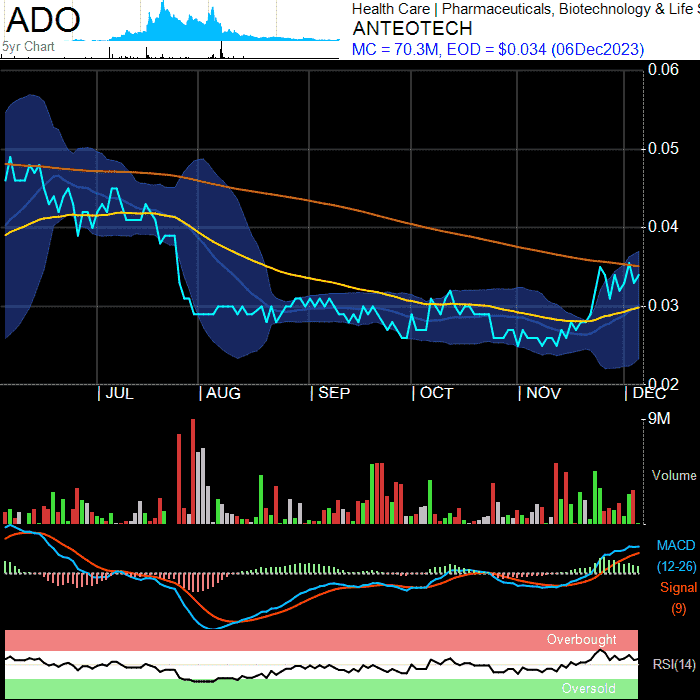 ADO
5yr Chart
Health Care | Pharmaceuticals, Biotechnology & Life S
ANTEOTECH
MC = 70.3M, EOD = $0.034 (06Dec2023)
0.06
0.05
0.04
0.03
0.02
| JUL | AUG | SEP | OCT | NOV | DEC
9M
Volume
MACD
(12-26)
Signal
(9)
Overbought
RSI(14)
Oversold